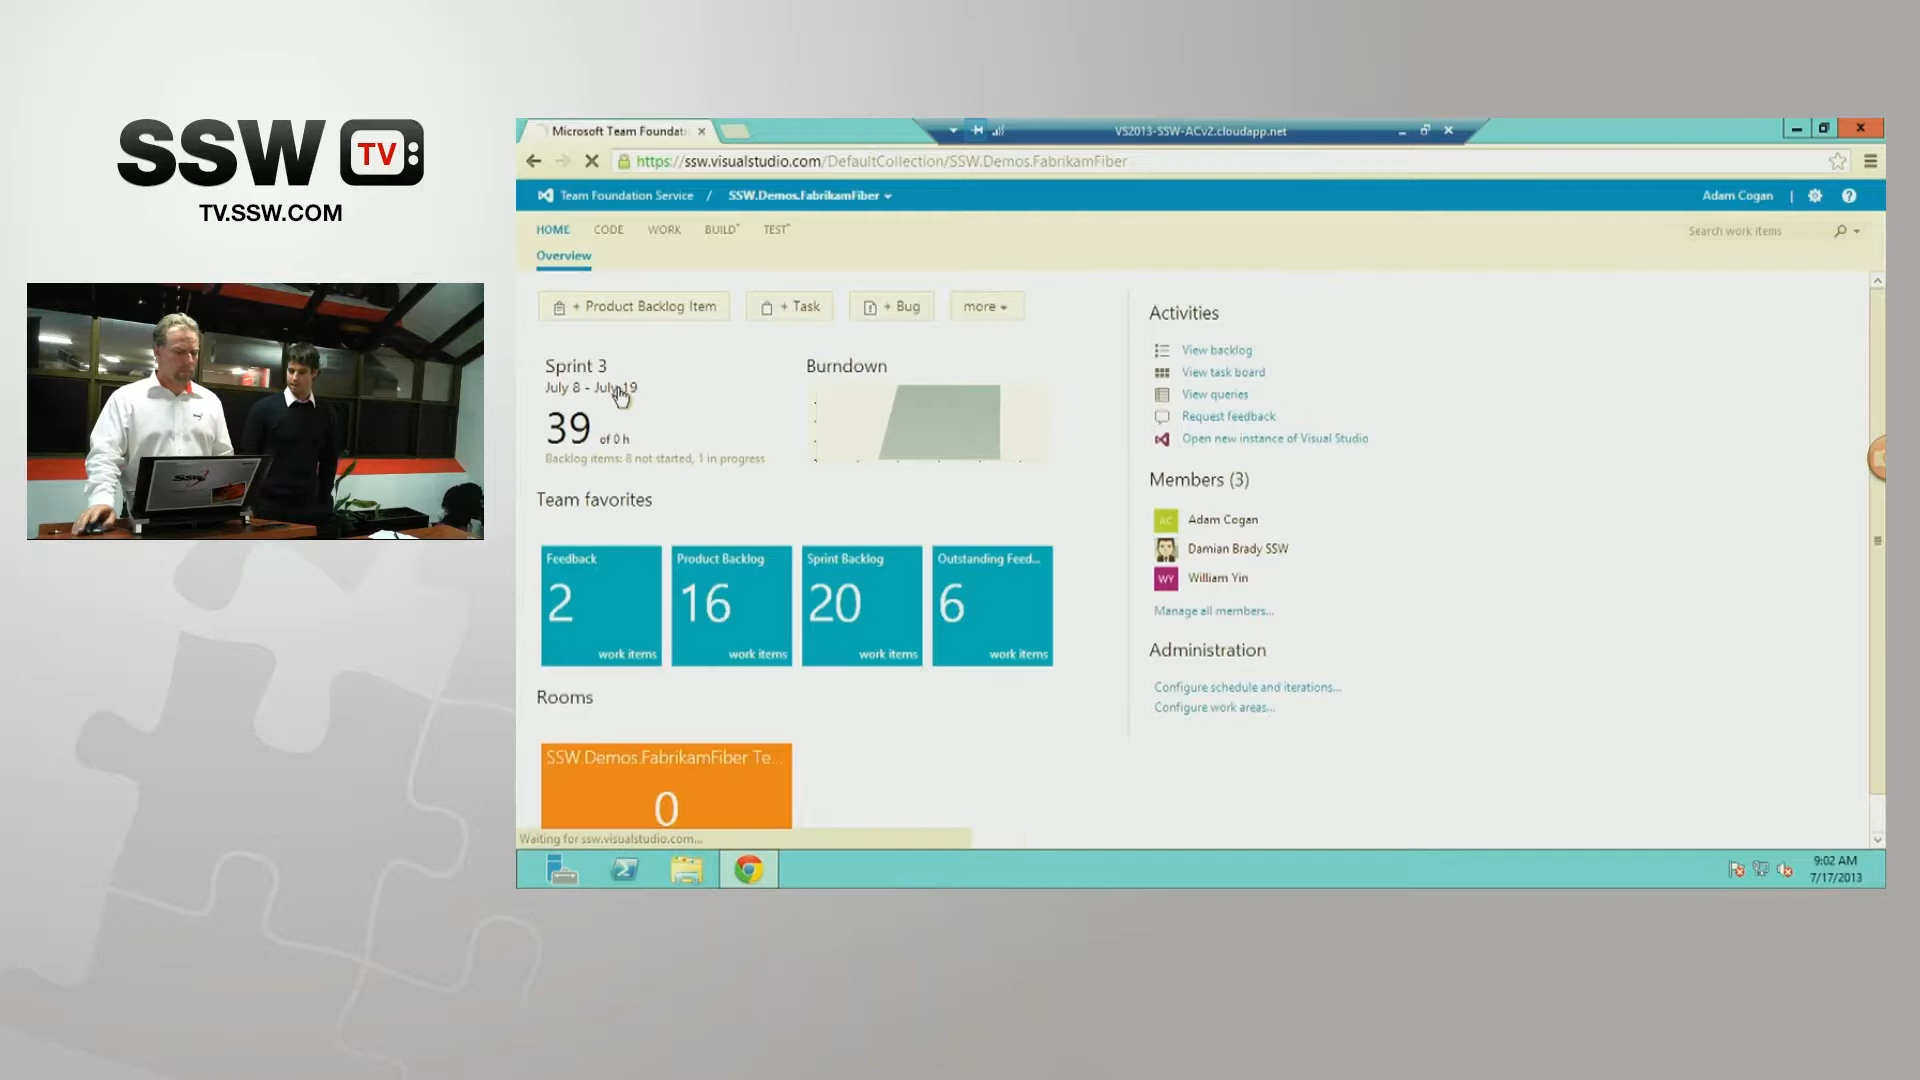 SSW TV:
TV.SSW.COM
Microsoft Team Foundati
VS2013-SSW-ACv2.cloudapp.net
https://ssw.visualstudio.com/DefaultCollection/SSW.Demos.FabrikamFiber
Team Foundation Service / SSW.Demos.FabrikamFiber
Adam Cogan |
HOME CODE WORK BUILD TEST
Search work items
Overview
+ Product Backlog Item
+ Task
+ Bug
more
Sprint 3
July 8 - July 19
39 of 0 h
Backlog items: 8 not started, 1 in progress
Burndown
Team favorites
Feedback
2
work items
Product Backlog
16
work items
Sprint Backlog
20
work items
Outstanding Feed...
6
work items
Rooms
SSW.Demos.FabrikamFiber Te...
0
Activities
View backlog
View task board
View queries
Request feedback
Open new instance of Visual Studio
Members (3)
AC Adam Cogan
Damian Brady SSW
WY William Yin
Manage all members...
Administration
Configure schedule and iterations...
Configure work areas...
Waiting for ssw.visualstudio.com...
9:02 AM
7/17/2013
SSW